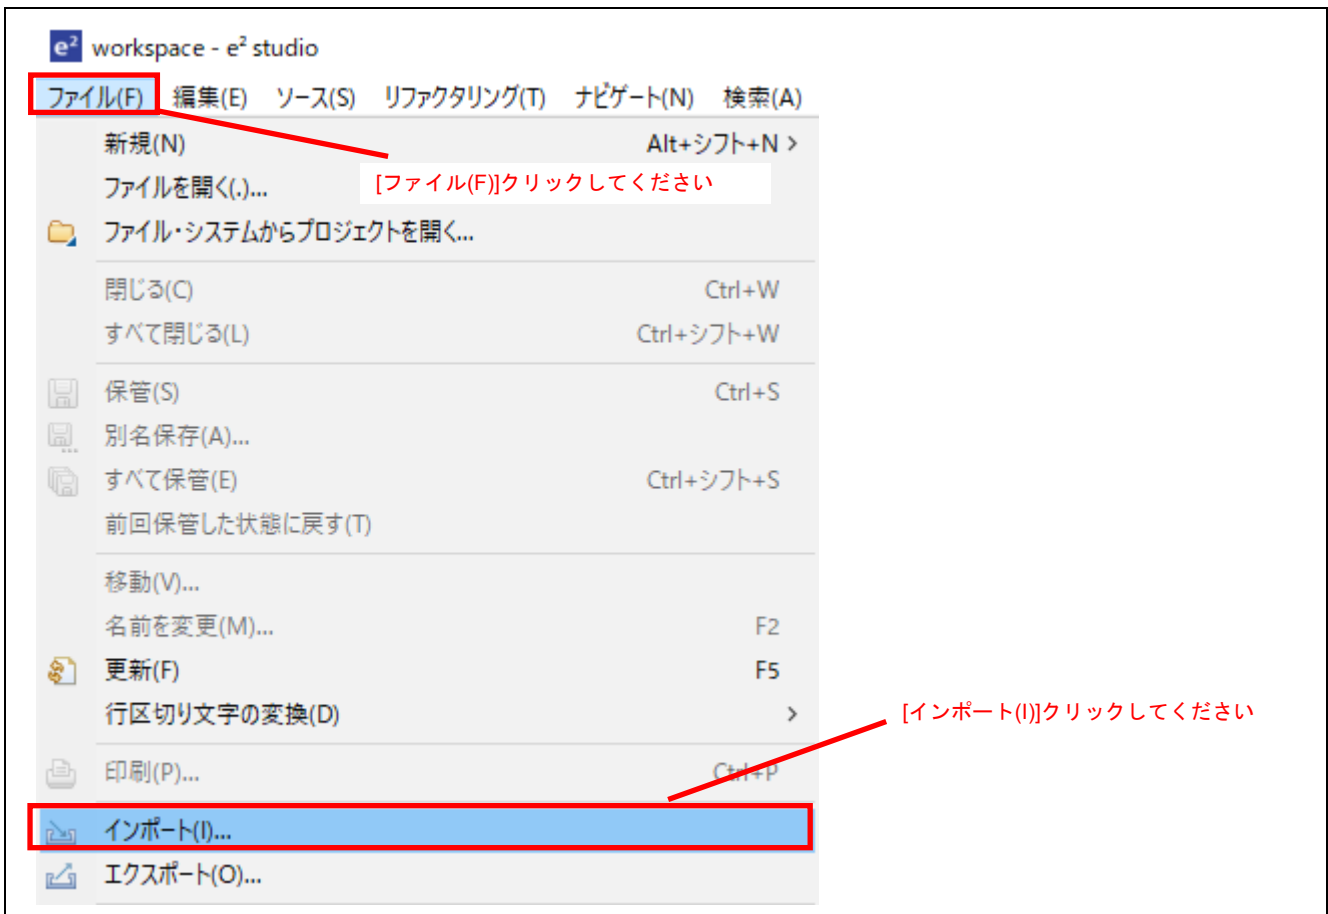 e² workspace - e² studio
ファイル(F) 編集(E) ソース(S) リファクタリング(T) ナビゲート(N) 検索(A)
新規(N) Alt+シフト+N >
[ファイル(F)]クリックしてください
ファイルを開く(.)...
ファイル・システムからプロジェクトを開く...
閉じる(C) Ctrl+W
すべて閉じる(L) Ctrl+シフト+W
保管(S) Ctrl+S
別名保存(A)...
すべて保管(E) Ctrl+シフト+S
前回保管した状態に戻す(T)
移動(V)...
名前を変更(M)... F2
更新(F) F5
行区切り文字の変換(D) >
[インポート(I)]クリックしてください
印刷(P)... Ctrl+P
インポート(I)...
エクスポート(O)...